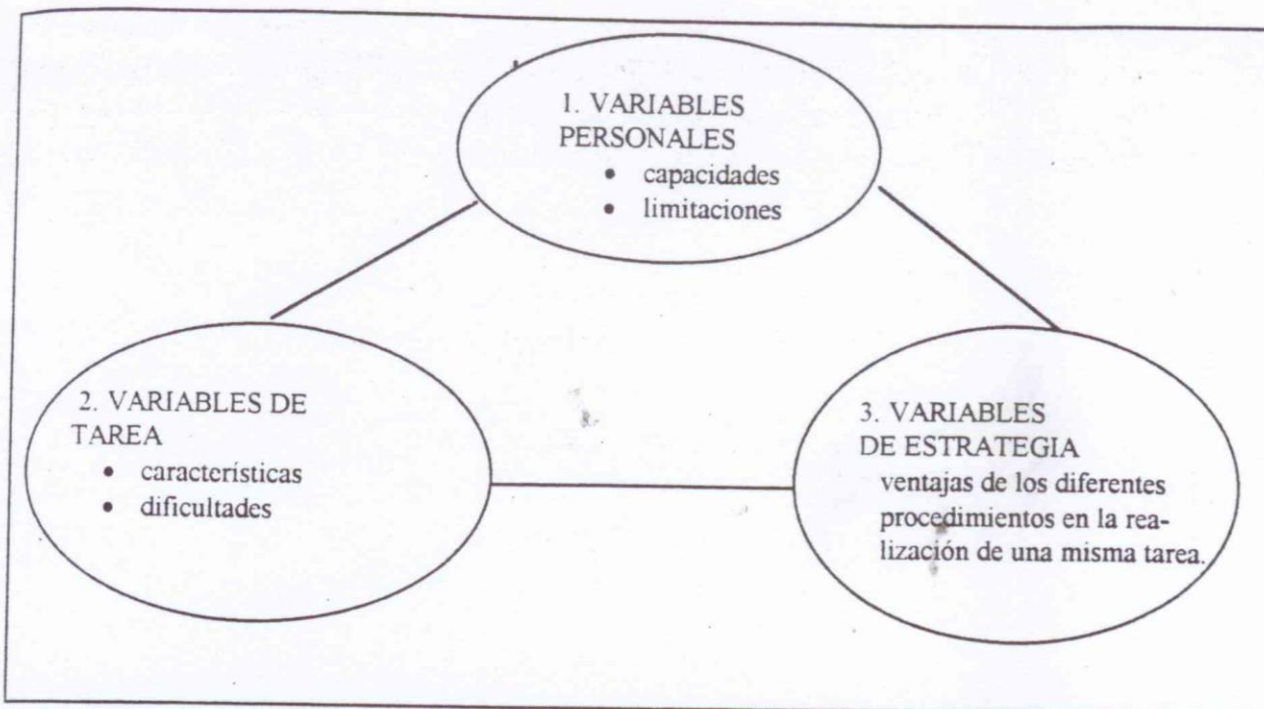 1. VARIABLES
PERSONALES
• capacidades
• limitaciones
2. VARIABLES DE
TAREA
• características
• dificultades
3. VARIABLES
DE ESTRATEGIA
ventajas de los diferentes
procedimientos en la rea-
lización de una misma tarea.